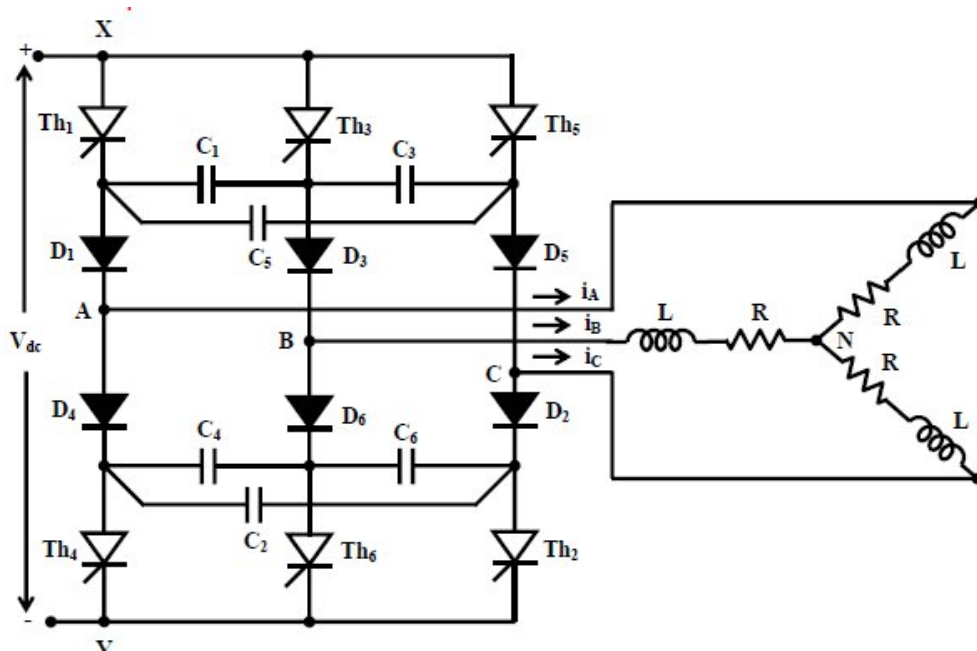 X
+
Th1 Th3 Th5
C1 C3
C5
D1 D3 D5
A iA L
Vdc B iB L R R
C iC N R
D4 D6 D2 L
C4 C6
C2
Th4 Th6 Th2
-
Y